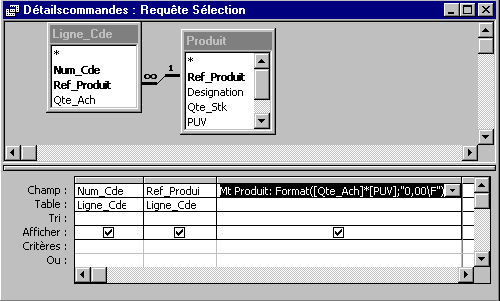 Détailscommandes : Requête Sélection
Ligne_Cde
*
Num_Cde
Ref_Produit
Qte_Ach
∞ 1
Produit
*
Ref_Produit
Designation
Qte_Stk
PUV
Champ : Num_Cde Ref_Produi Mt Produit: Format([Qte_Ach]*[PUV];"0,00\F")
Table : Ligne_Cde Ligne_Cde
Tri :
Afficher :
Critères :
Ou :